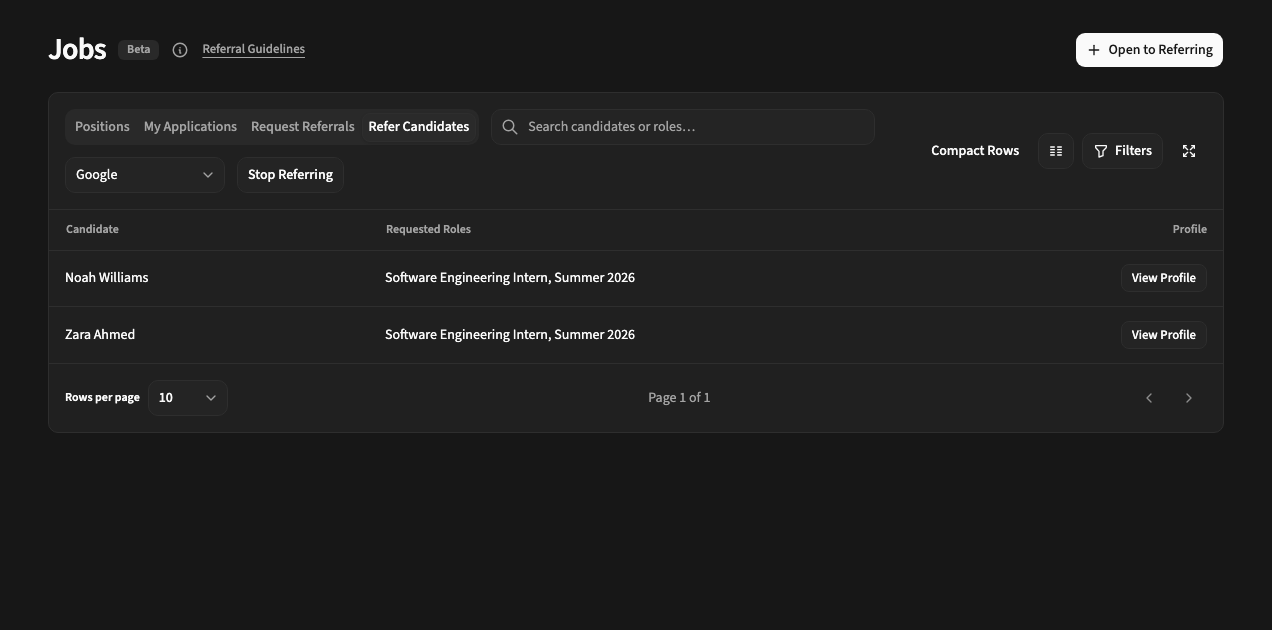 Jobs Beta Referral Guidelines
Open to Referring
Positions My Applications Request Referrals Refer Candidates Search candidates or roles…
Compact Rows Filters
Google Stop Referring
Candidate Requested Roles Profile
Noah Williams Software Engineering Intern, Summer 2026 View Profile
Zara Ahmed Software Engineering Intern, Summer 2026 View Profile
Rows per page 10 Page 1 of 1